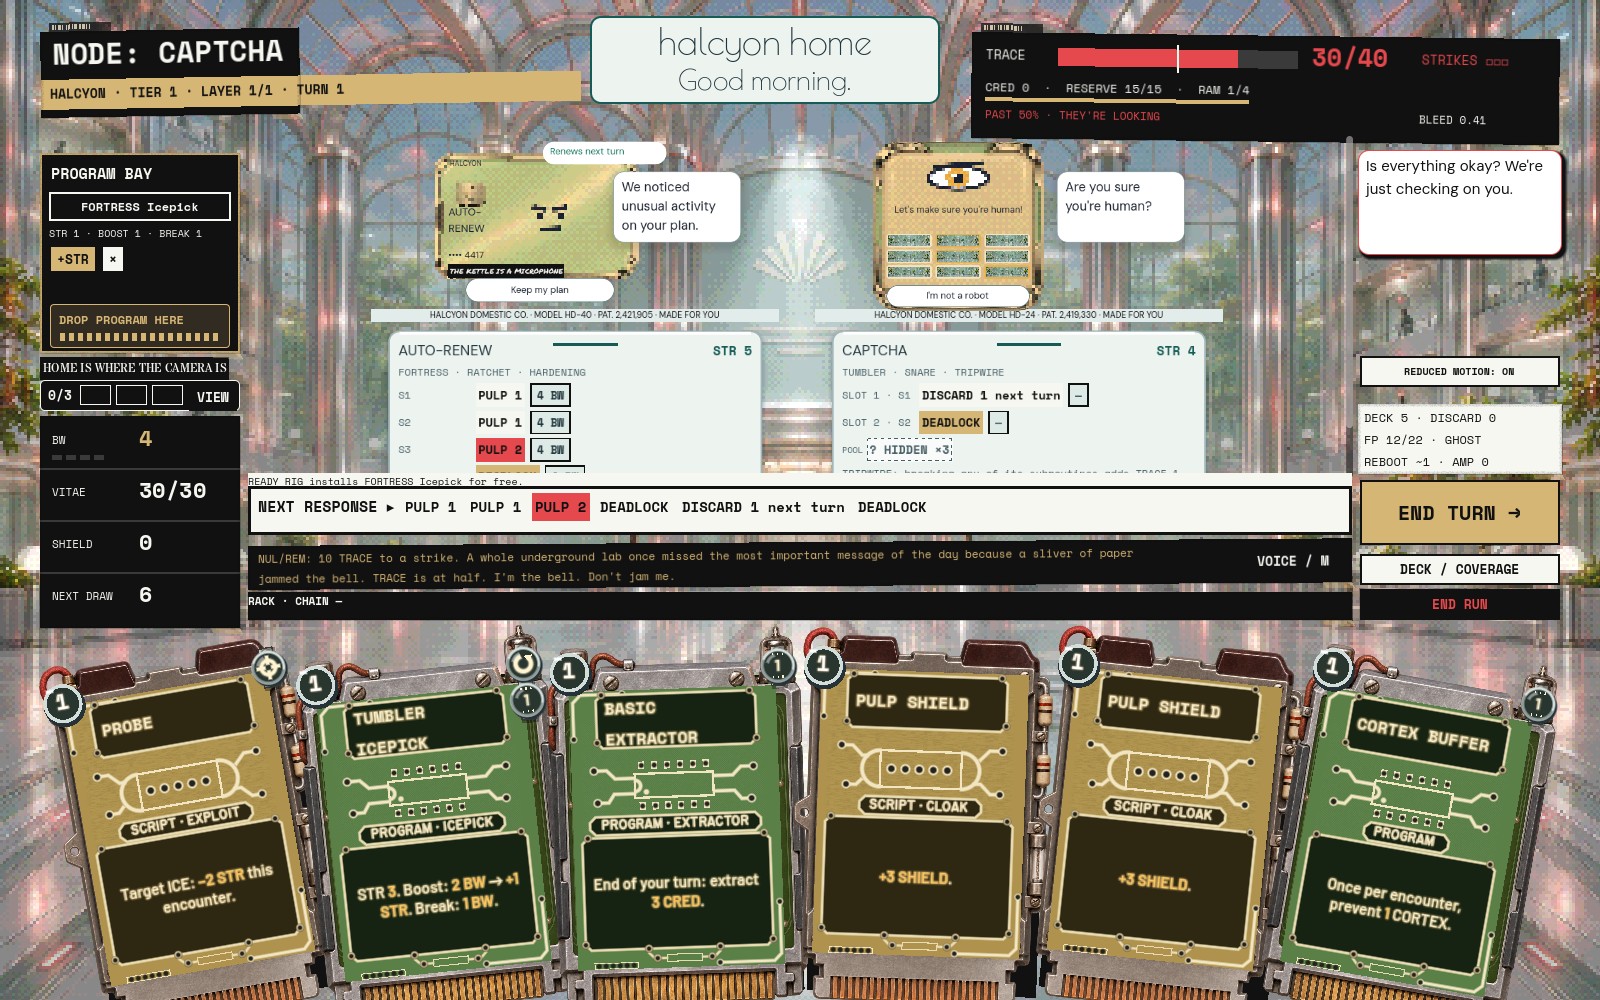 NODE: CAPTCHA
HALCYON · TIER 1 · LAYER 1/1 · TURN 1
halcyon home
Good morning.
TRACE
30/40
STRIKES □□□
CRED 0 · RESERVE 15/15 · RAM 1/4
PAST 50% · THEY'RE LOOKING
BLEED 0.41
PROGRAM BAY
FORTRESS Icepick
STR 1 · BOOST 1 · BREAK 1
+STR
×
DROP PROGRAM HERE
HOME IS WHERE THE CAMERA IS
0/3
VIEW
BW 4
VITAE 30/30
SHIELD 0
NEXT DRAW 6
Renews next turn
HALCYON
AUTO-
RENEW
•••• 4417
THE KETTLE IS A MICROPHONE
Keep my plan
We noticed
unusual activity
on your plan.
HALCYON DOMESTIC CO. · MODEL HD-40 · PAT. 2,421,905 · MADE FOR YOU
AUTO-RENEW STR 5
FORTRESS · RATCHET · HARDENING
S1 PULP 1 4 BW
S2 PULP 1 4 BW
S3 PULP 2 4 BW
Let's make sure you're human!
I'm not a robot
Are you sure
you're human?
HALCYON DOMESTIC CO. · MODEL HD-24 · PAT. 2,419,330 · MADE FOR YOU
CAPTCHA STR 4
TUMBLER · SNARE · TRIPWIRE
SLOT 1 · S1 DISCARD 1 next turn —
SLOT 2 · S2 DEADLOCK —
POOL ? HIDDEN ×3
Is everything okay? We're
just checking on you.
REDUCED MOTION: ON
DECK 5 · DISCARD 0
FP 12/22 · GHOST
REBOOT ~1 · AMP 0
END TURN →
DECK / COVERAGE
END RUN
READY RIG installs FORTRESS Icepick for free.
NEXT RESPONSE ▸ PULP 1 PULP 1 PULP 2 DEADLOCK DISCARD 1 next turn DEADLOCK
NUL/REM: 10 TRACE to a strike. A whole underground lab once missed the most important message of the day because a sliver of paper
jammed the bell. TRACE is at half. I'm the bell. Don't jam me.
VOICE / M
RACK · CHAIN —
1
PROBE
SCRIPT · EXPLOIT
Target ICE: −2 STR this
encounter.
1
1
TUMBLER
ICEPICK
PROGRAM · ICEPICK
STR 3. Boost: 2 BW → +1
STR. Break: 1 BW.
1
1
BASIC
EXTRACTOR
PROGRAM · EXTRACTOR
End of your turn: extract
3 CRED.
1
PULP SHIELD
SCRIPT · CLOAK
+3 SHIELD.
1
PULP SHIELD
SCRIPT · CLOAK
+3 SHIELD.
1
1
CORTEX BUFFER
PROGRAM
Once per encounter,
prevent 1 CORTEX.